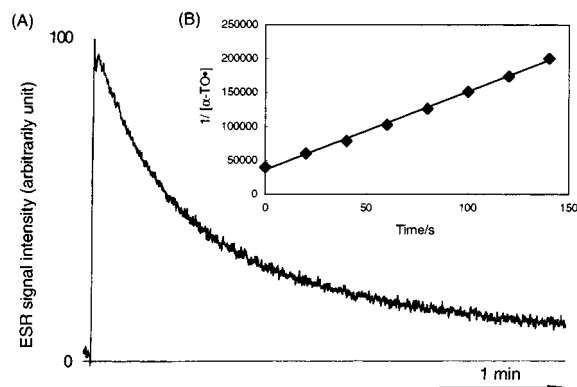 (A)
(B)
100
ESR signal intensity (arbitrarily unit)
0
250000
200000
150000
100000
50000
0
1/ [α-TO•]
0
50
100
150
Time/s
1 min